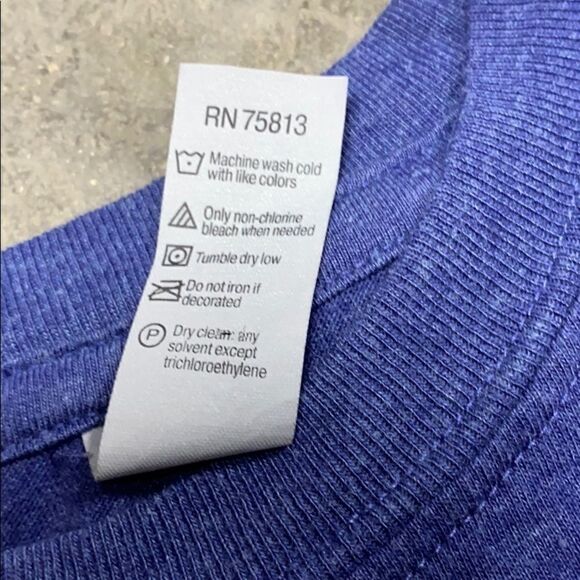 RN 75813
Machine wash cold
with like colors
Only non-chlorine
bleach when needed
Tumble dry low
Do not iron if
decorated
P
Dry clean: any
solvent except
trichloroethylene